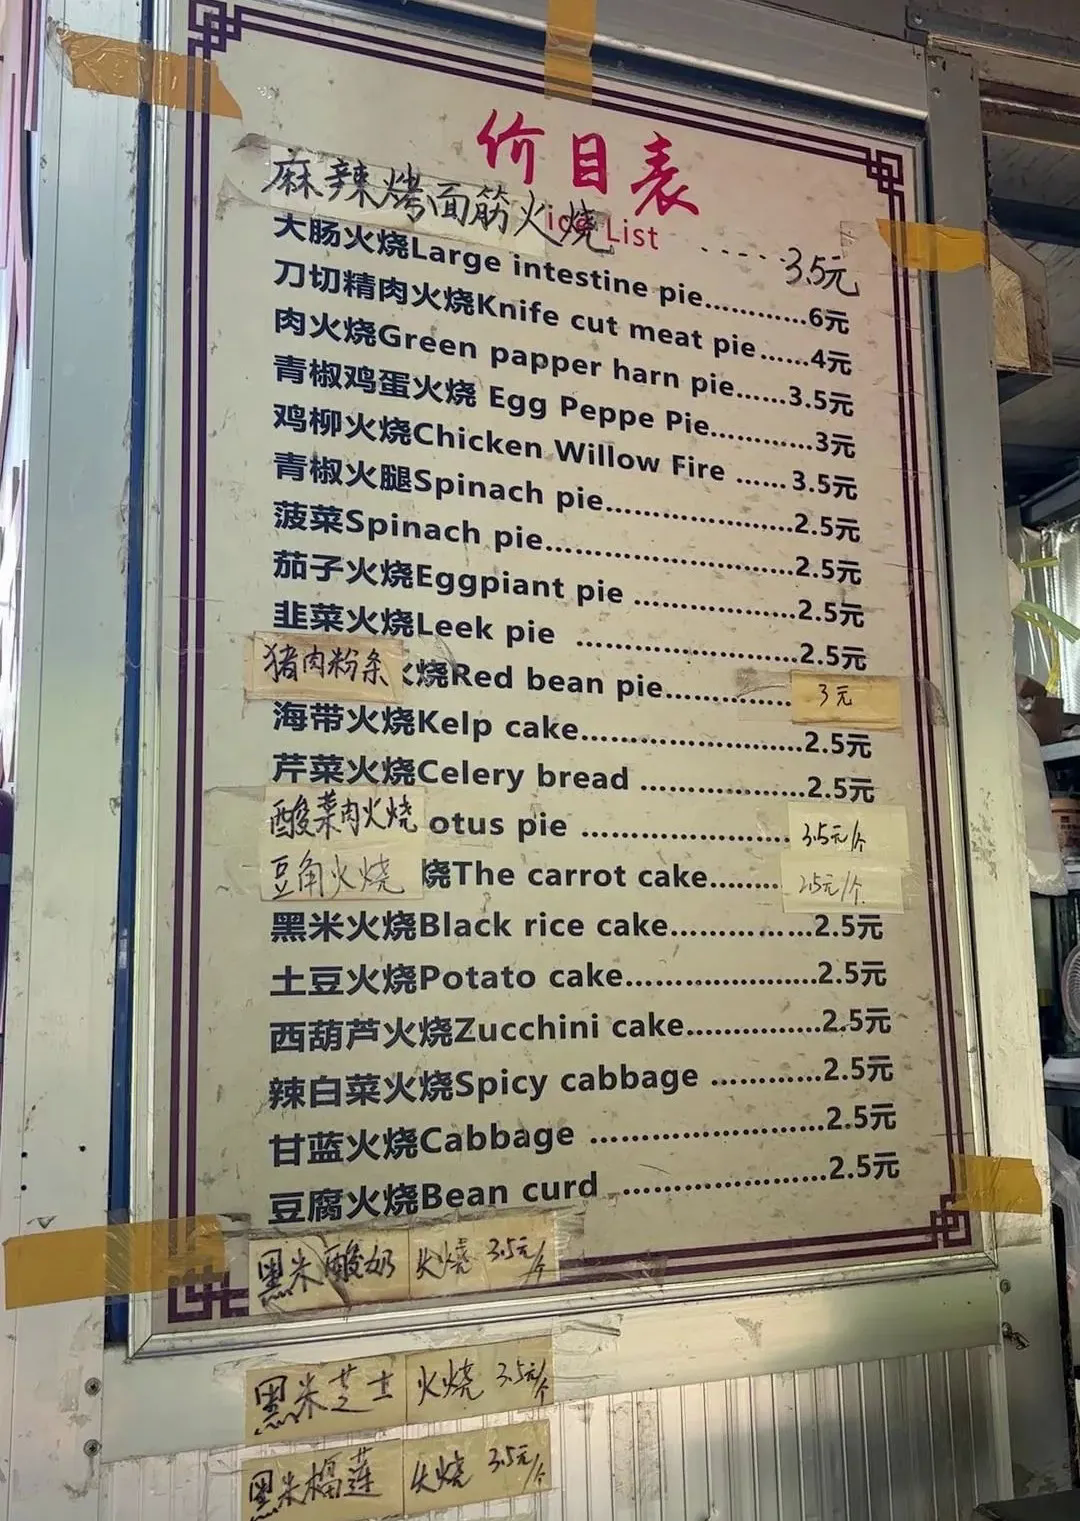 价目表
麻辣烤面筋火烧 ice List ..... 3.5元
大肠火烧Large intestine pie............6元
刀切精肉火烧Knife cut meat pie......4元
肉火烧Green papper harn pie......3.5元
青椒鸡蛋火烧 Egg Peppe Pie............3元
鸡柳火烧Chicken Willow Fire ...... 3.5元
青椒火腿Spinach pie......................2.5元
菠菜Spinach pie.............................2.5元
茄子火烧Eggpiant pie ...................2.5元
韭菜火烧Leek pie ..........................2.5元
猪肉粉条火烧Red bean pie............... 3元
海带火烧Kelp cake..........................2.5元
芹菜火烧Celery bread ...................2.5元
酸菜肉火烧 otus pie ........................ 3.5元/个
豆角火烧 烧The carrot cake........ 2.5元/个
黑米火烧Black rice cake................2.5元
土豆火烧Potato cake......................2.5元
西葫芦火烧Zucchini cake...............2.5元
辣白菜火烧Spicy cabbage .............2.5元
甘蓝火烧Cabbage ...........................2.5元
豆腐火烧Bean curd ........................2.5元
黑米酸奶火烧 3.5元/个
黑米芝士火烧 3.5元/个
黑米榴莲火烧 3.5元/个